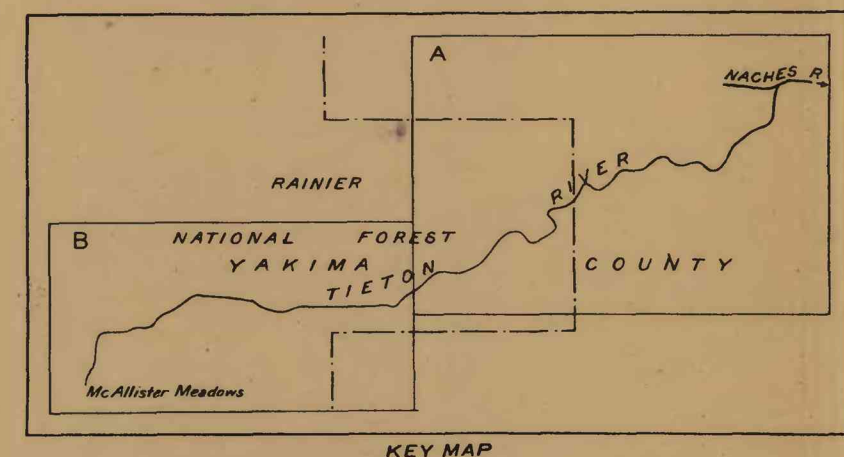 A
NACHES R
RAINIER
RIVER
B
NATIONAL FOREST
YAKIMA COUNTY
TIETON
McAllister Meadows
KEY MAP